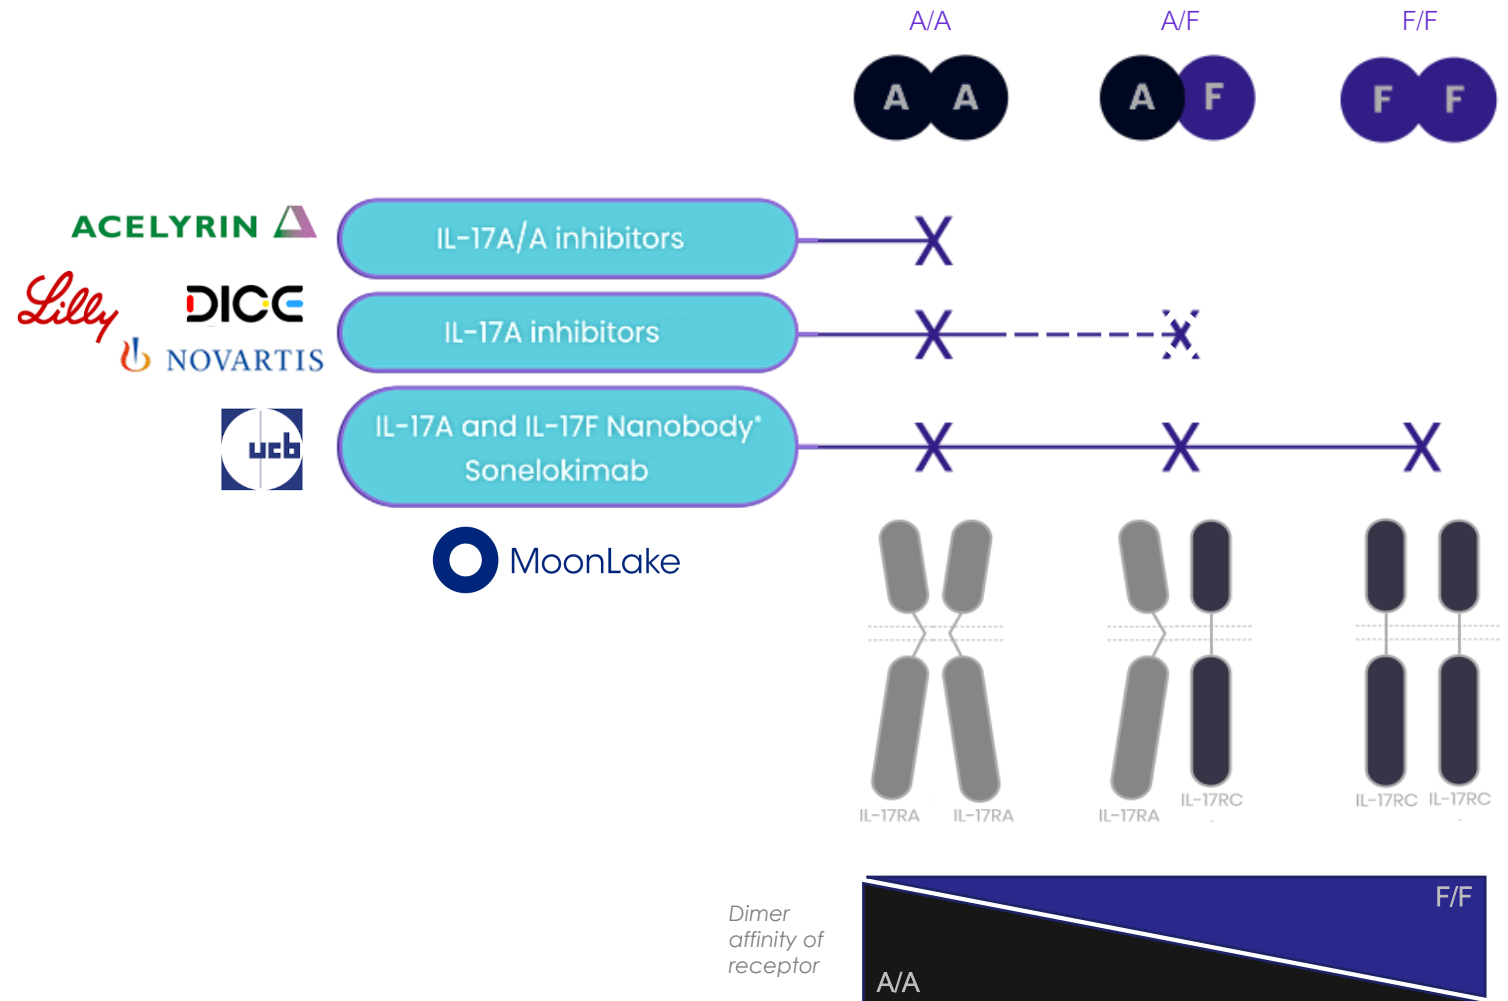 A/A
A/F
F/F
A A
A F
F F
ACELYRIN
IL-17A/A inhibitors
Lilly
DICE
NOVARTIS
IL-17A inhibitors
ucb
IL-17A and IL-17F Nanobody*
Sonelokimab
MoonLake
IL-17RA
IL-17RA
IL-17RA
IL-17RC
IL-17RC
IL-17RC
Dimer
affinity of
receptor
A/A
F/F